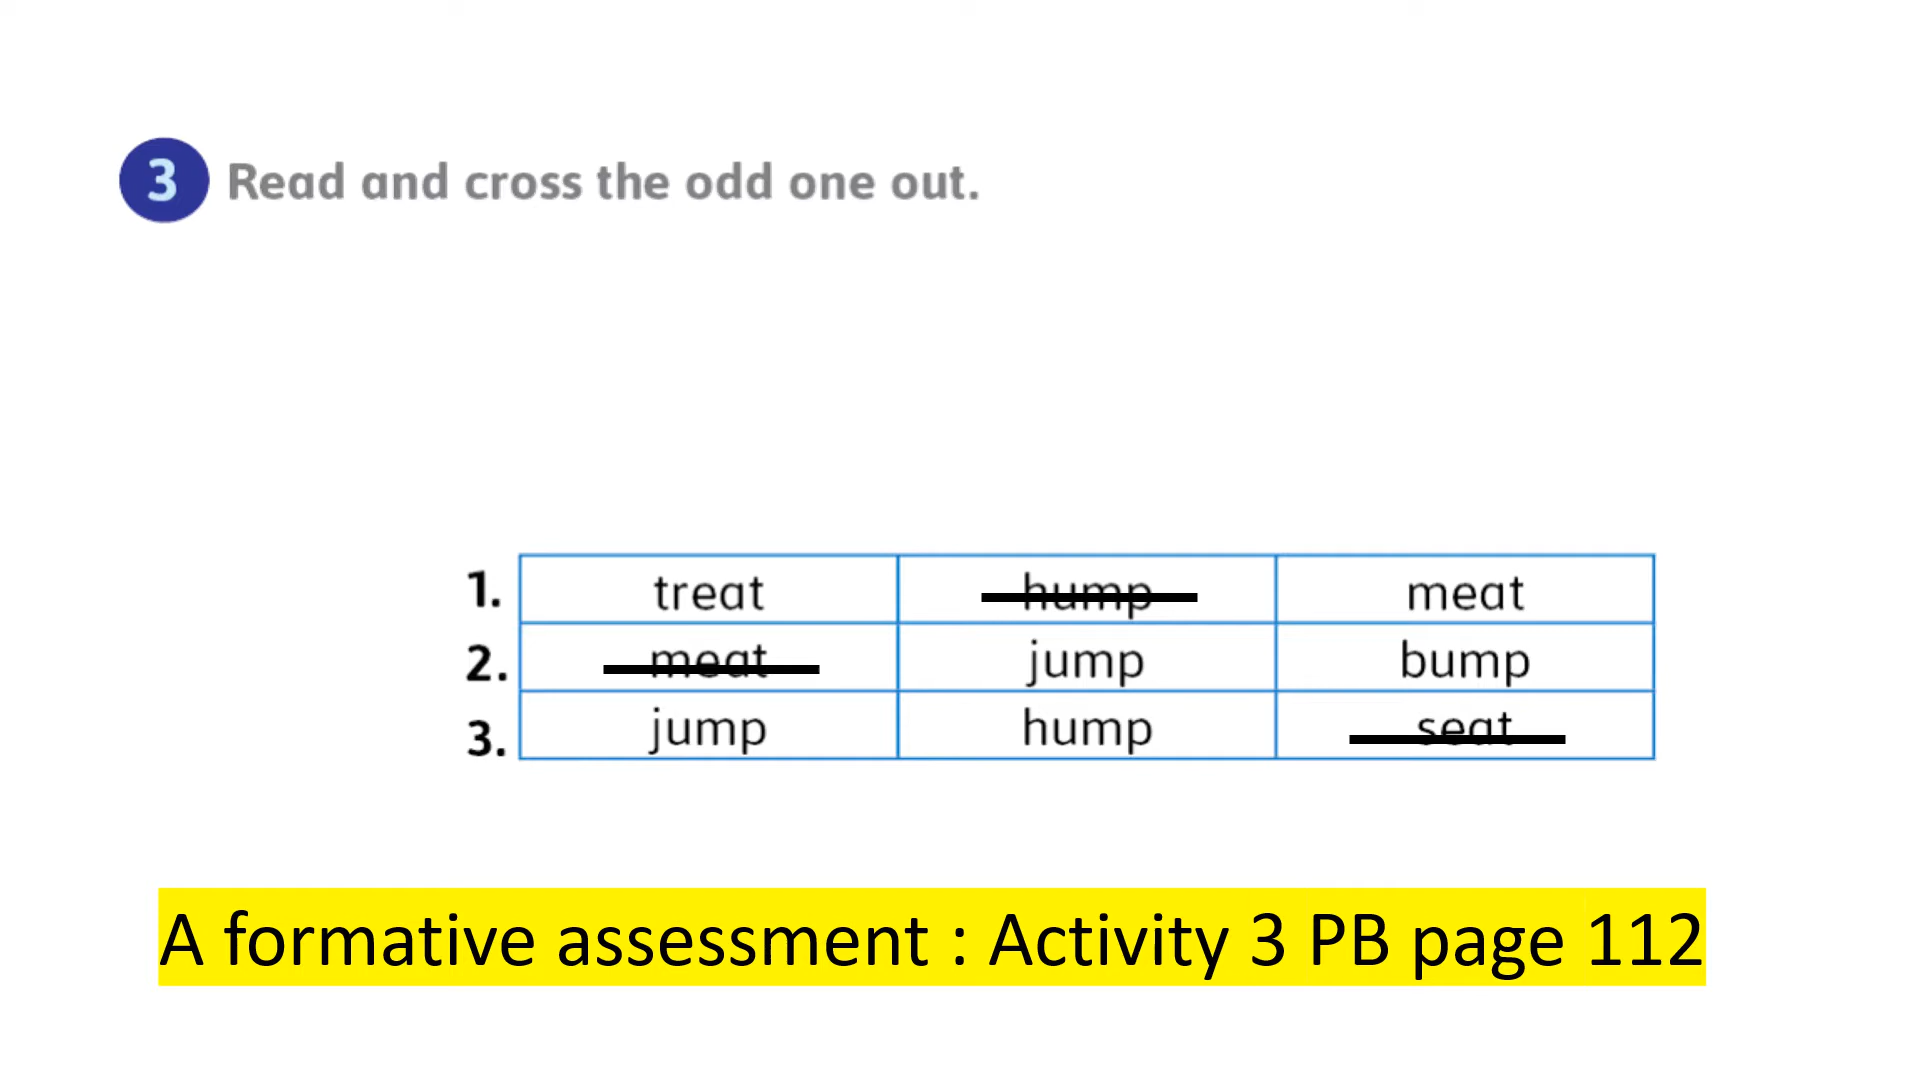 3 Read and cross the odd one out.
1. treat hump meat
2. meat jump bump
3. jump hump seat
A formative assessment : Activity 3 PB page 112